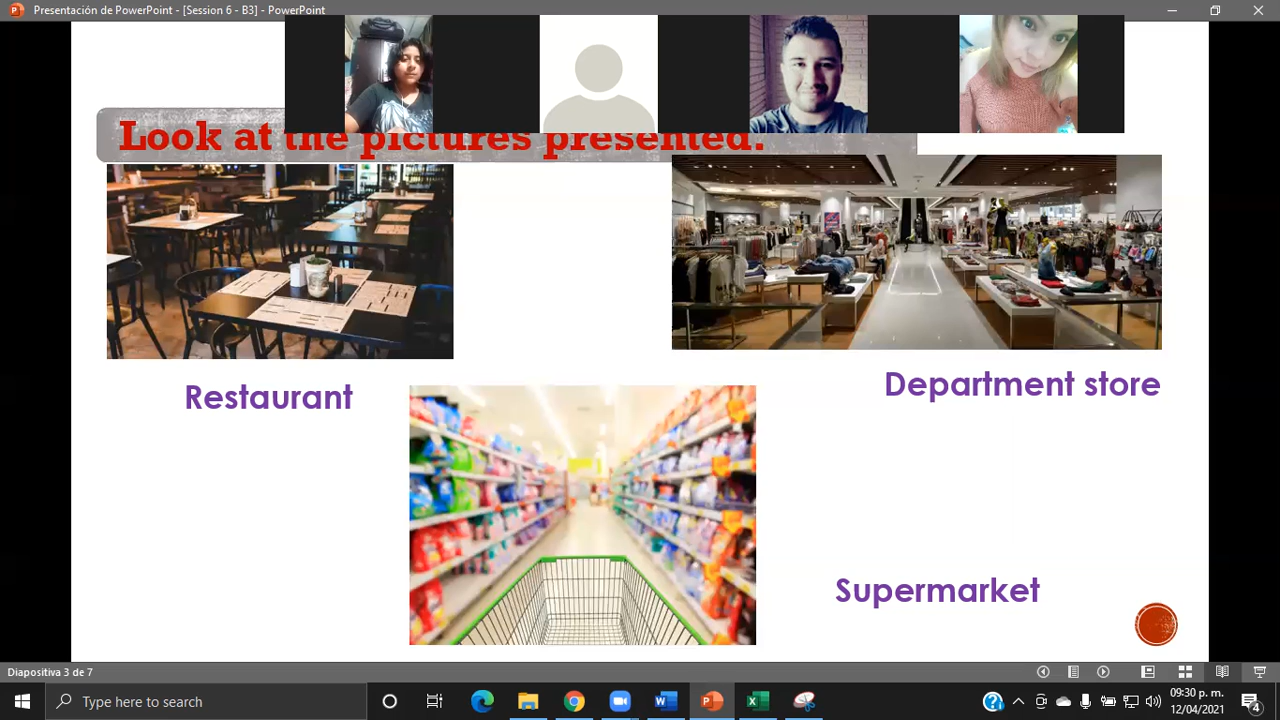 Presentación de PowerPoint - [Session 6 - B3] - PowerPoint
Look at the pictures presented.
Restaurant
Department store
Supermarket
Diapositiva 3 de 7
Type here to search
09:30 p. m.
12/04/2021
4